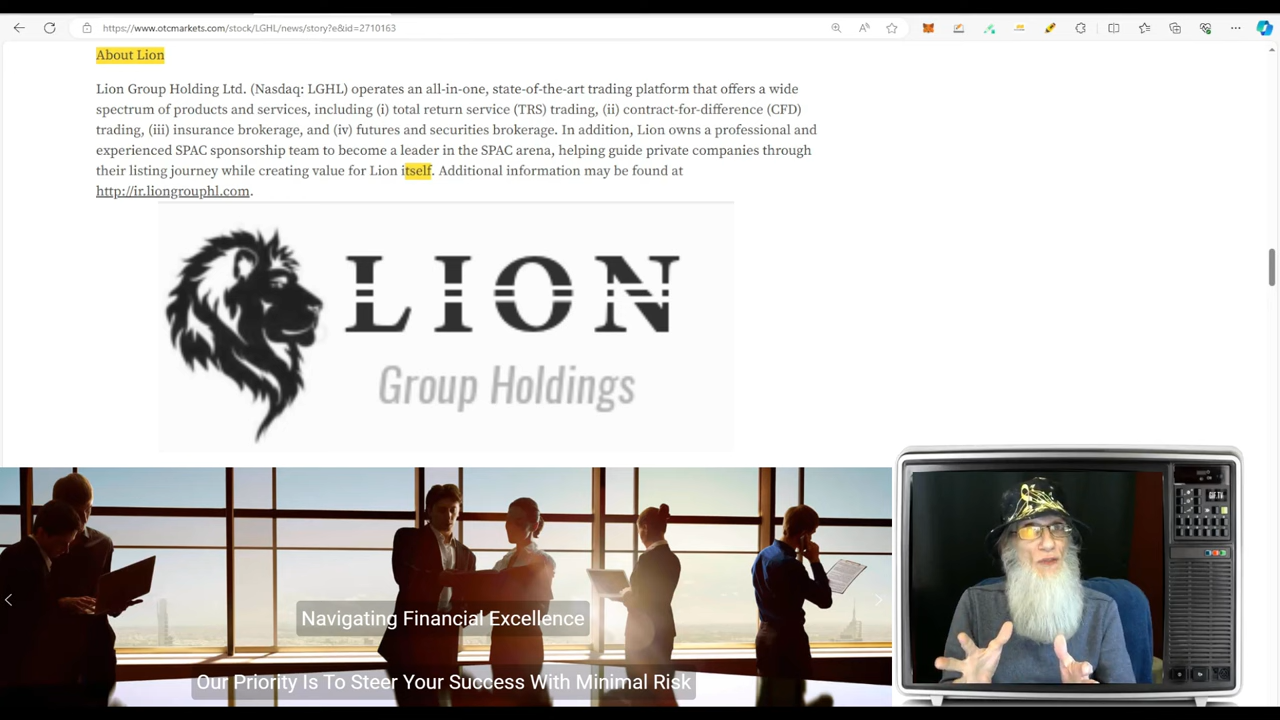 https://www.otcmarkets.com/stock/LGHL/news/story?e&id=2710163
About Lion
Lion Group Holding Ltd. (Nasdaq: LGHL) operates an all-in-one, state-of-the-art trading platform that offers a wide
spectrum of products and services, including (i) total return service (TRS) trading, (ii) contract-for-difference (CFD)
trading, (iii) insurance brokerage, and (iv) futures and securities brokerage. In addition, Lion owns a professional and
experienced SPAC sponsorship team to become a leader in the SPAC arena, helping guide private companies through
their listing journey while creating value for Lion itself. Additional information may be found at
http://ir.liongrouphl.com.
LION
Group Holdings
Navigating Financial Excellence
Our Priority Is To Steer Your Success With Minimal Risk